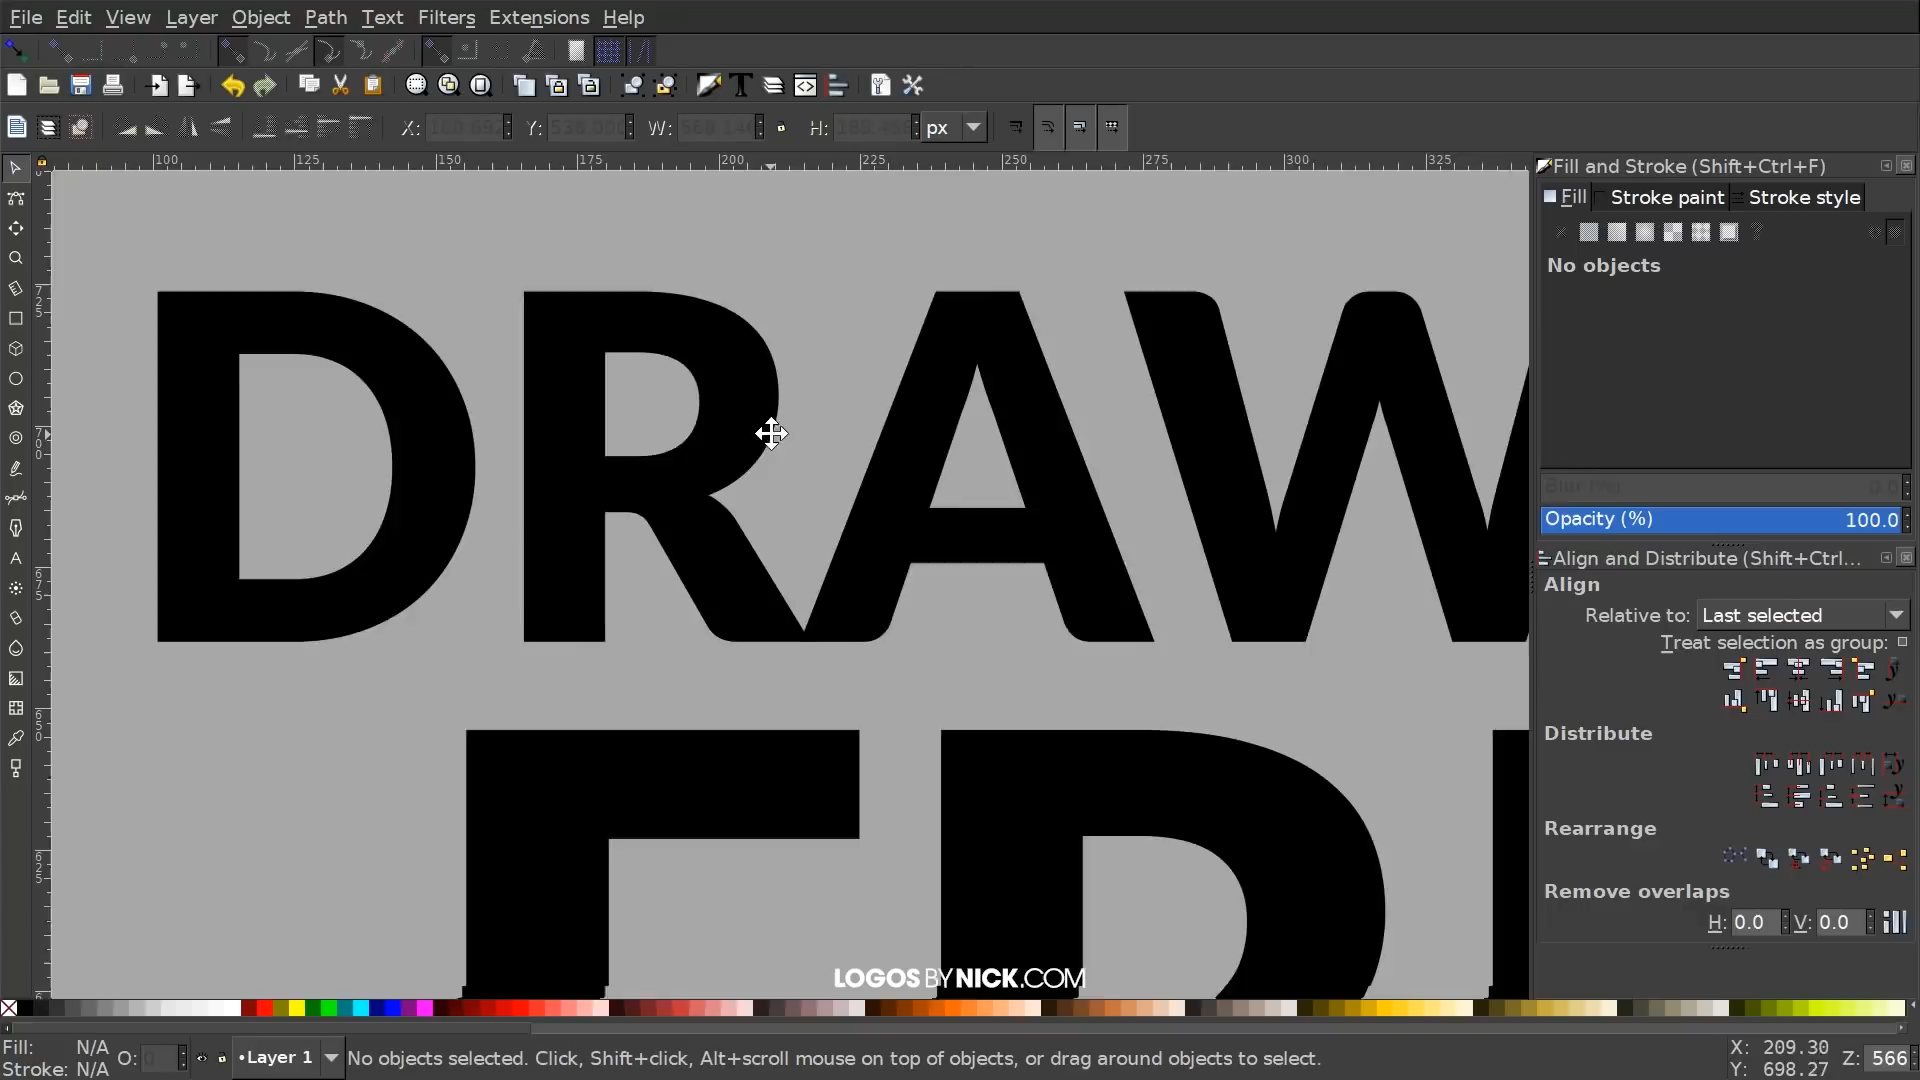 File Edit View Layer Object Path Text Filters Extensions Help
X: Y: W: H: px
100 125 150 175 200 225 250 275 300 325
Fill and Stroke (Shift+Ctrl+F)
Fill Stroke paint Stroke style
No objects
DRAW
Opacity (%) 100.0
Align and Distribute (Shift+Ctrl...
Align
Relative to: Last selected
Treat selection as group:
Distribute
Rearrange
Remove overlaps
H: 0.0 V: 0.0
LOGOS BY NICK.COM
Fill: N/A
Stroke: N/A
O:
•Layer 1
No objects selected. Click, Shift+click, Alt+scroll mouse on top of objects, or drag around objects to select.
X: 209.30
Y: 698.27
Z: 566